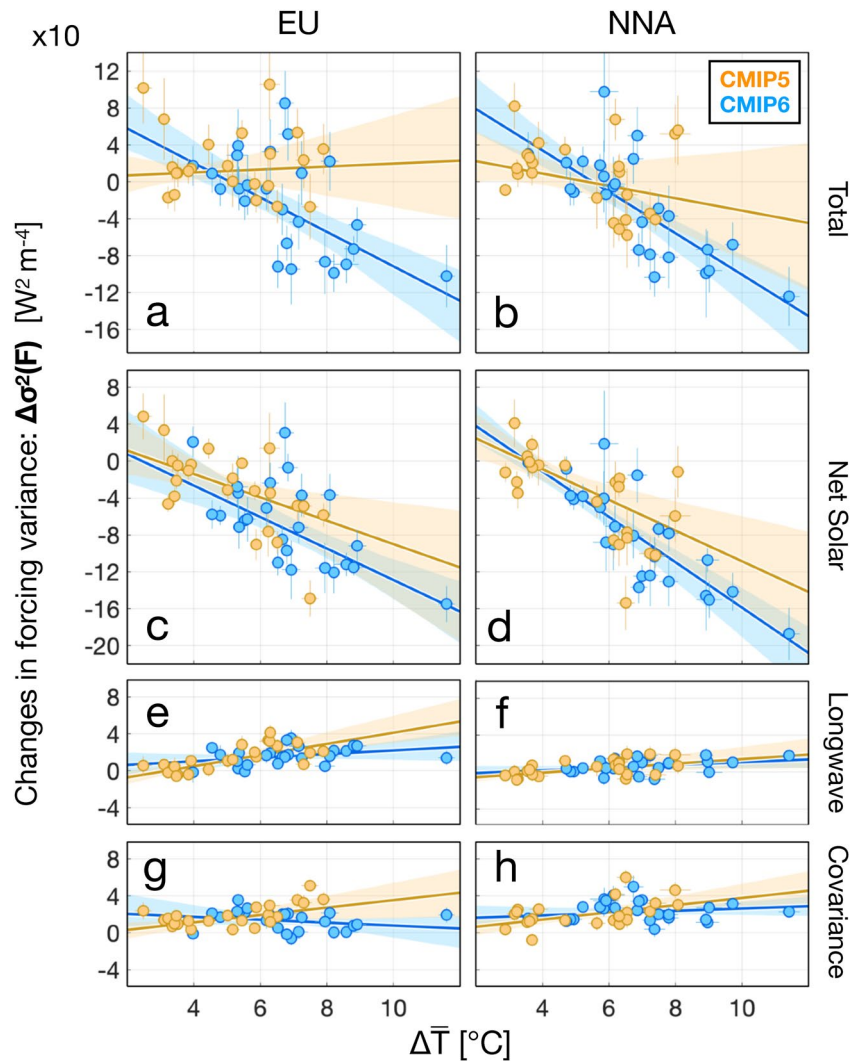 EU NNA
x10
CMIP5
CMIP6
12
8
4
0
-4
-8
-12
-16
a b
Total
8
4
0
-4
-8
-12
-16
-20
c d
Net Solar
8
4
0
-4
e f
Longwave
8
4
0
-4
g h
Covariance
4 6 8 10 4 6 8 10
ΔT̿ [°C]
Changes in forcing variance: Δσ²(F) [W² m⁻⁴]